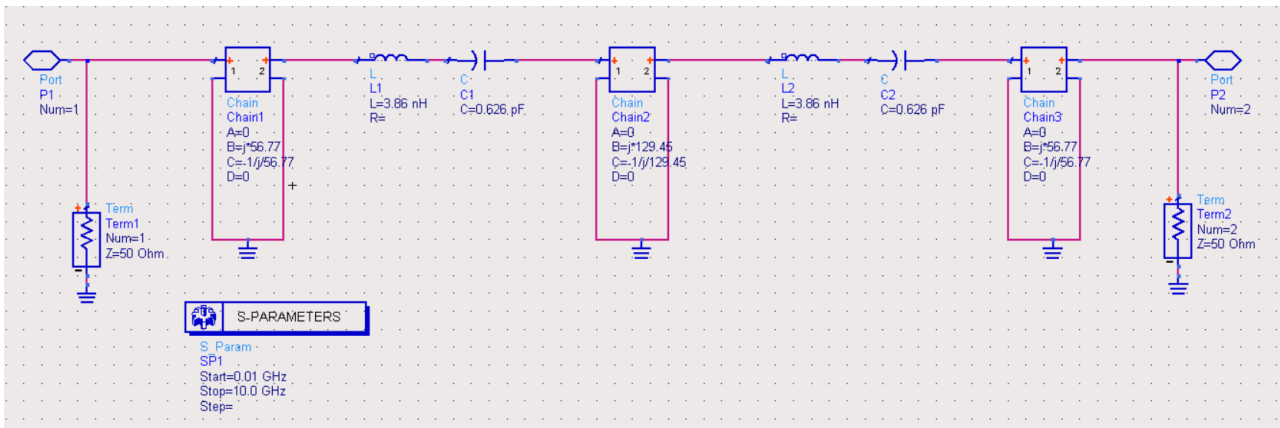 Port
P1
Num=1
1 2
Chain
Chain1
A=0
B=j*56.77
C=-1/j/56.77
D=0
L
L1
L=3.86 nH
R=
C
C1
C=0.626 pF
1 2
Chain
Chain2
A=0
B=j*129.45
C=-1/j/129.45
D=0
L
L2
L=3.86 nH
R=
C
C2
C=0.626 pF
1 2
Chain
Chain3
A=0
B=j*56.77
C=-1/j/56.77
D=0
Port
P2
Num=2
Term
Term1
Num=1
Z=50 Ohm
Term
Term2
Num=2
Z=50 Ohm
S-PARAMETERS
S_Param
SP1
Start=0.01 GHz
Stop=10.0 GHz
Step=